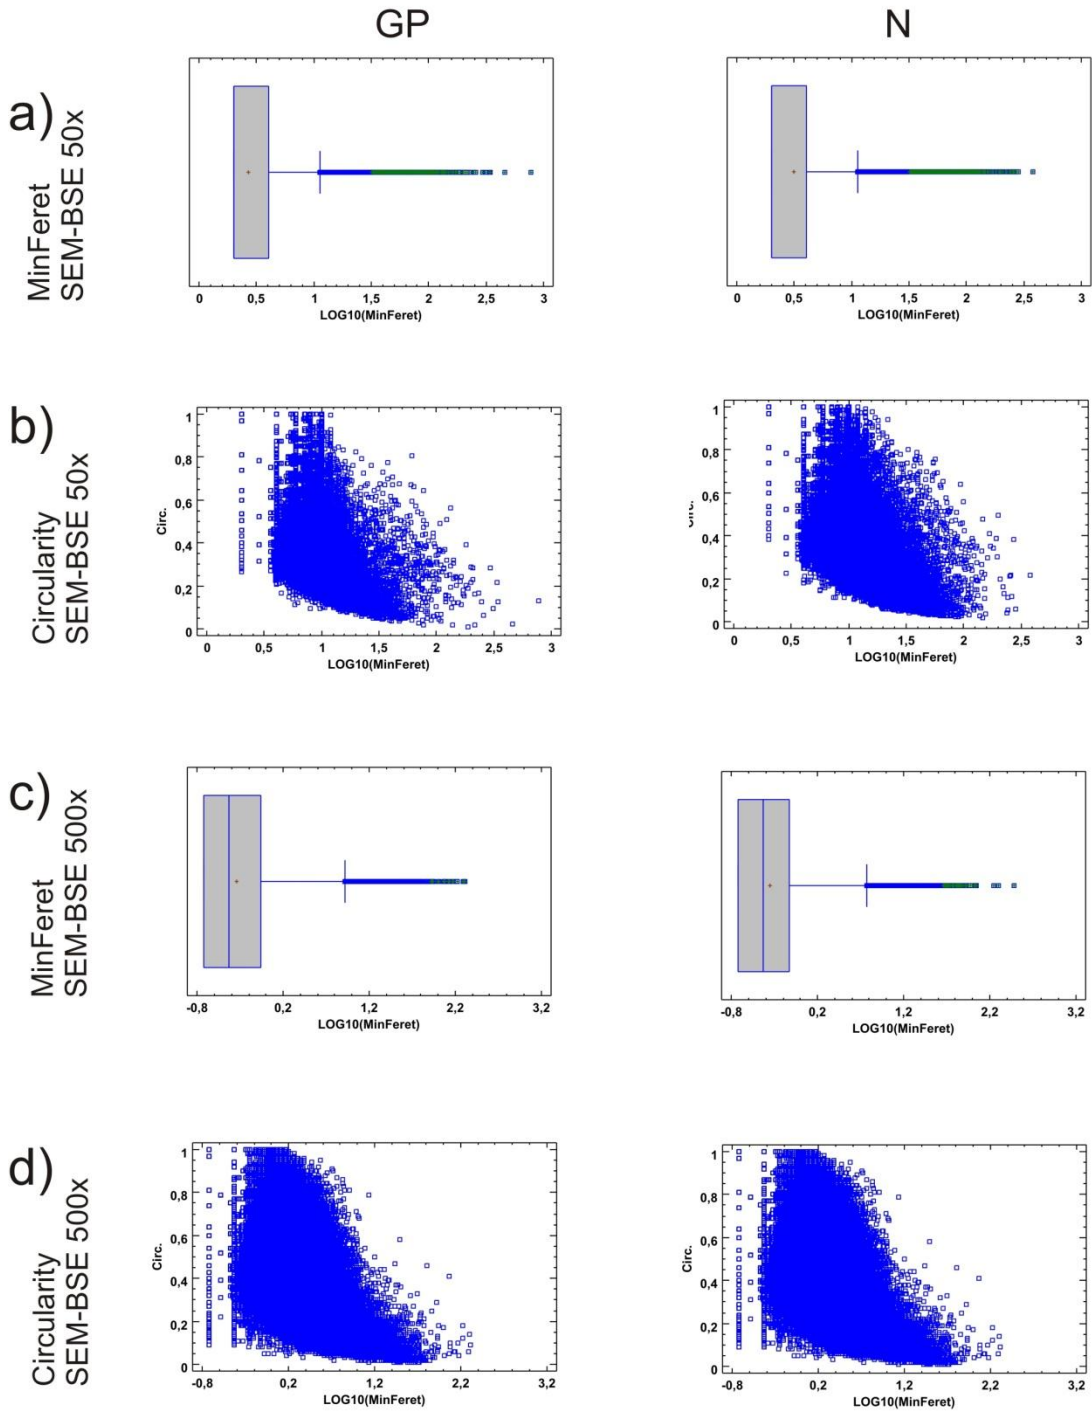 GP N
a)
MinFeret
SEM-BSE 50x
0 0,5 1 1,5 2 2,5 3
LOG10(MinFeret)
0 0,5 1 1,5 2 2,5 3
LOG10(MinFeret)
b)
Circularity
SEM-BSE 50x
Circ.
1
0,8
0,6
0,4
0,2
0
0 0,5 1 1,5 2 2,5 3
LOG10(MinFeret)
1
0,8
0,6
0,4
0,2
0
0 0,5 1 1,5 2 2,5 3
LOG10(MinFeret)
c)
MinFeret
SEM-BSE 500x
-0,8 0,2 1,2 2,2 3,2
LOG10(MinFeret)
-0,8 0,2 1,2 2,2 3,2
LOG10(MinFeret)
d)
Circularity
SEM-BSE 500x
Circ.
1
0,8
0,6
0,4
0,2
0
-0,8 0,2 1,2 2,2 3,2
LOG10(MinFeret)
Circ.
1
0,8
0,6
0,4
0,2
0
-0,8 0,2 1,2 2,2 3,2
LOG10(MinFeret)